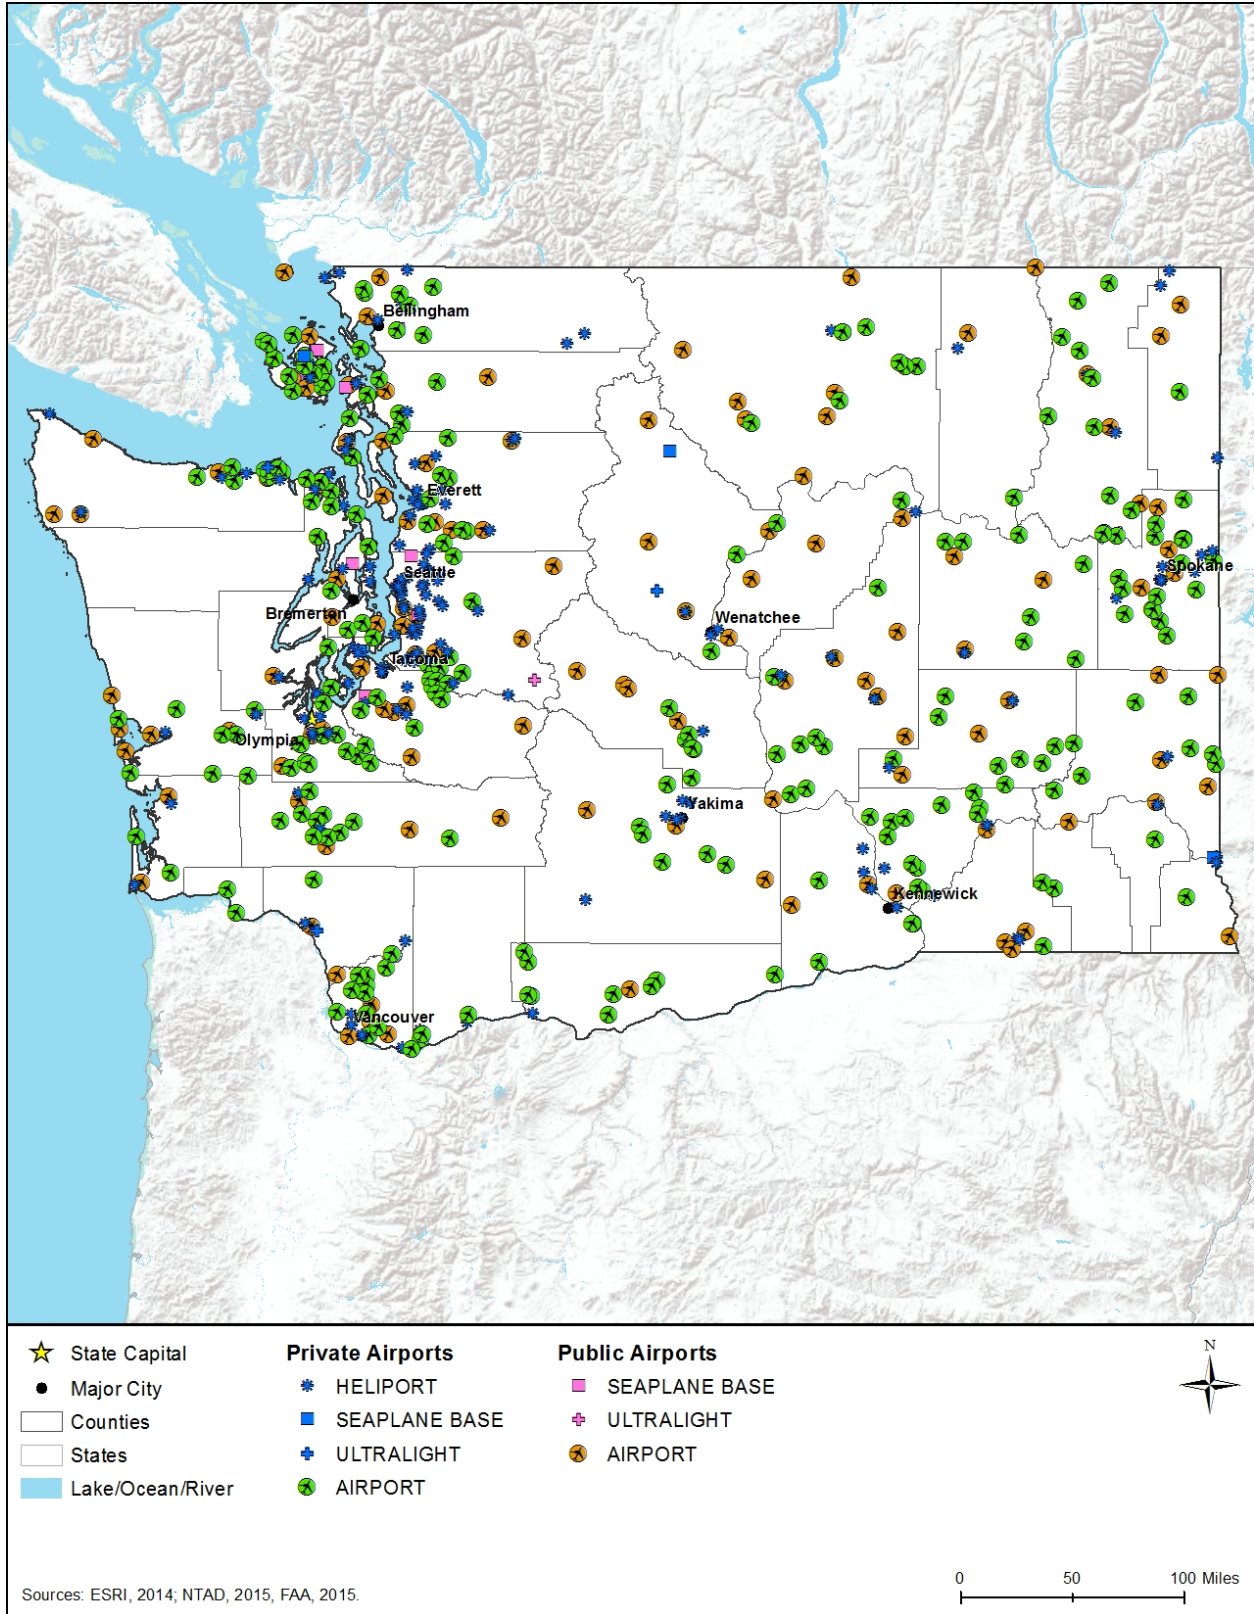 Bellingham
Everett
Seattle
Spokane
Bremerton
Wenatchee
Tacoma
Olympia
Yakima
Kennewick
Vancouver
State Capital
Major City
Counties
States
Lake/Ocean/River
Private Airports
HELIPORT
SEAPLANE BASE
ULTRALIGHT
AIRPORT
Public Airports
SEAPLANE BASE
ULTRALIGHT
AIRPORT
N
0 50 100 Miles
Sources: ESRI, 2014; NTAD, 2015, FAA, 2015.